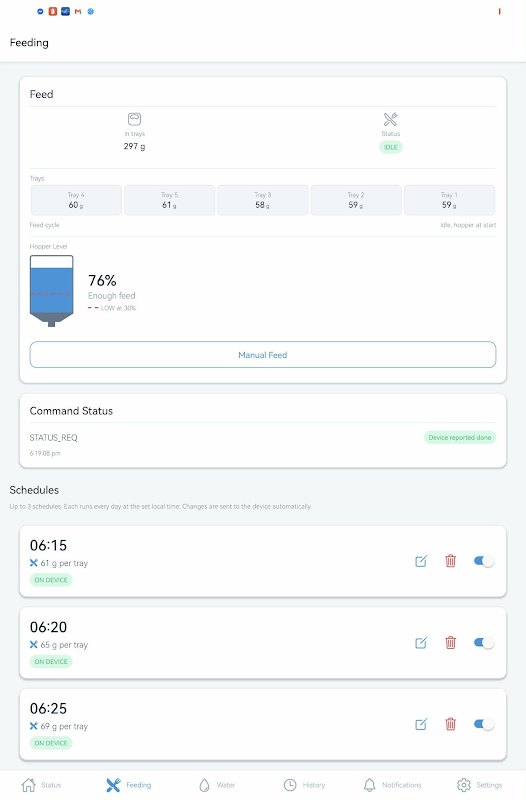 Feeding
Feed
In trays
297 g
Status
IDLE
Trays
Tray 4
60 g
Tray 5
61 g
Tray 3
58 g
Tray 2
59 g
Tray 1
59 g
Feed cycle
Idle, hopper at start
Hopper Level
76%
Enough feed
LOW at 30%
Manual Feed
Command Status
STATUS_REQ
Device reported done
6:19:08 pm
Schedules
Up to 3 schedules. Each runs every day at the set local time. Changes are sent to the device automatically.
06:15
61 g per tray
ON DEVICE
06:20
65 g per tray
ON DEVICE
06:25
69 g per tray
ON DEVICE
Status
Feeding
Water
History
Notifications
Settings